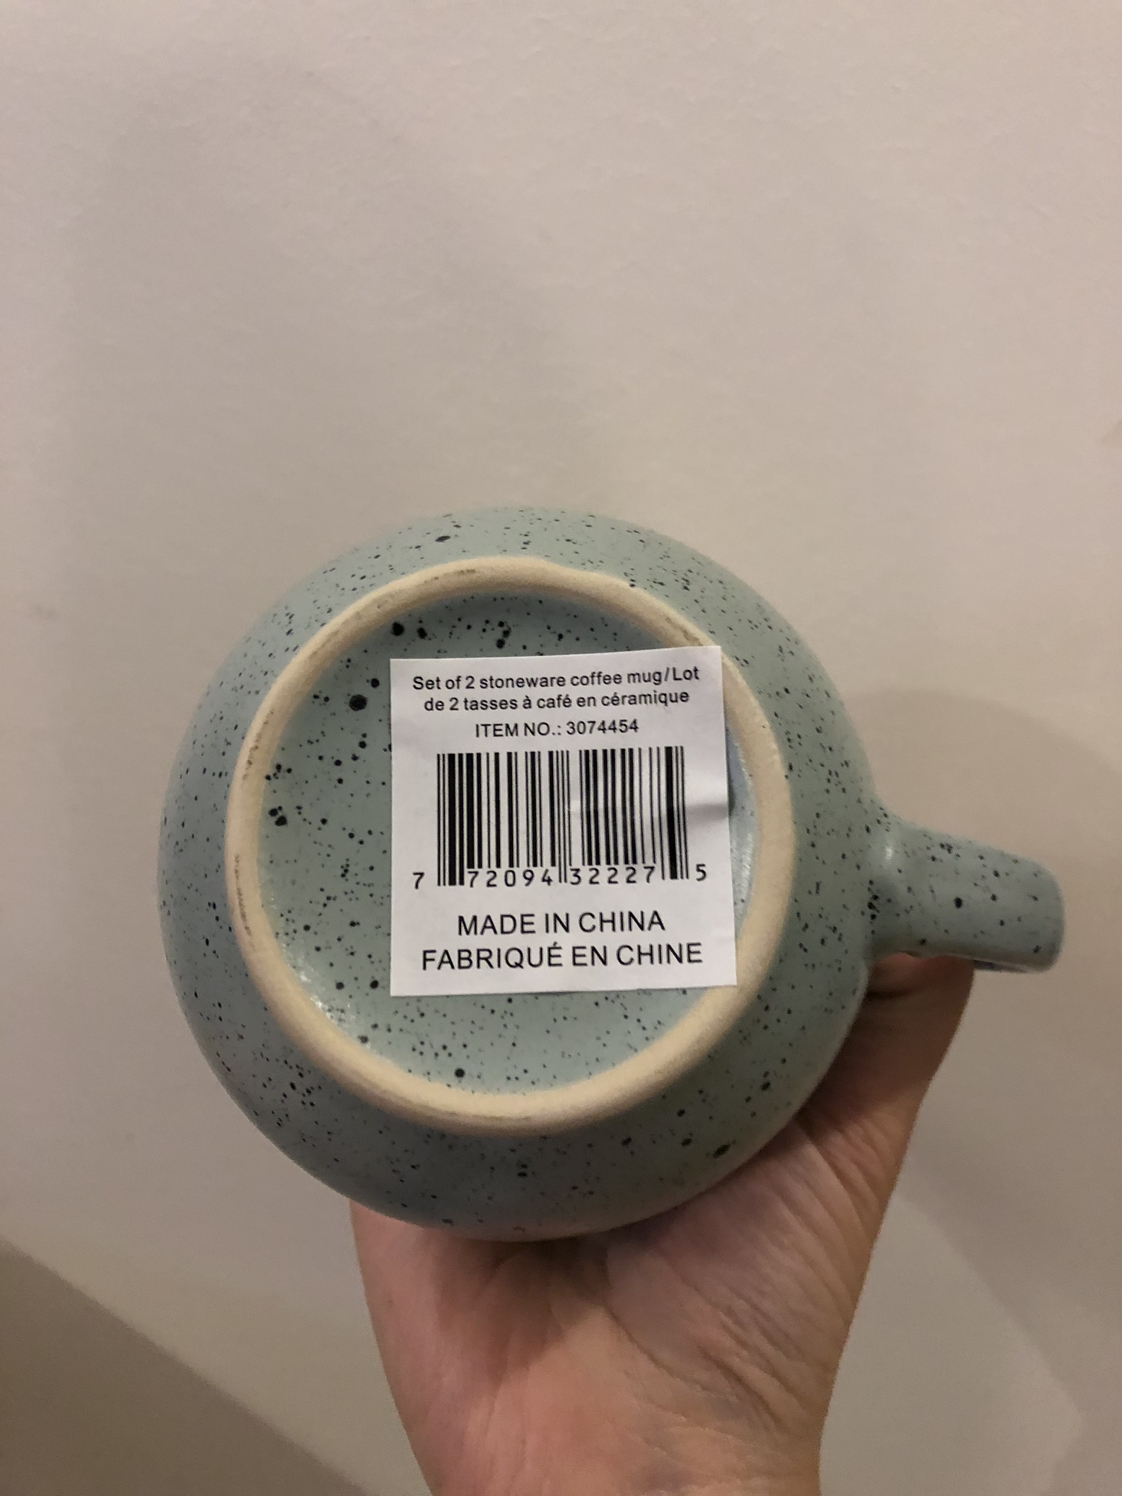 Set of 2 stoneware coffee mug/Lot
de 2 tasses à café en céramique
ITEM NO.: 3074454
7 72094 32227 5
MADE IN CHINA
FABRIQUÉ EN CHINE